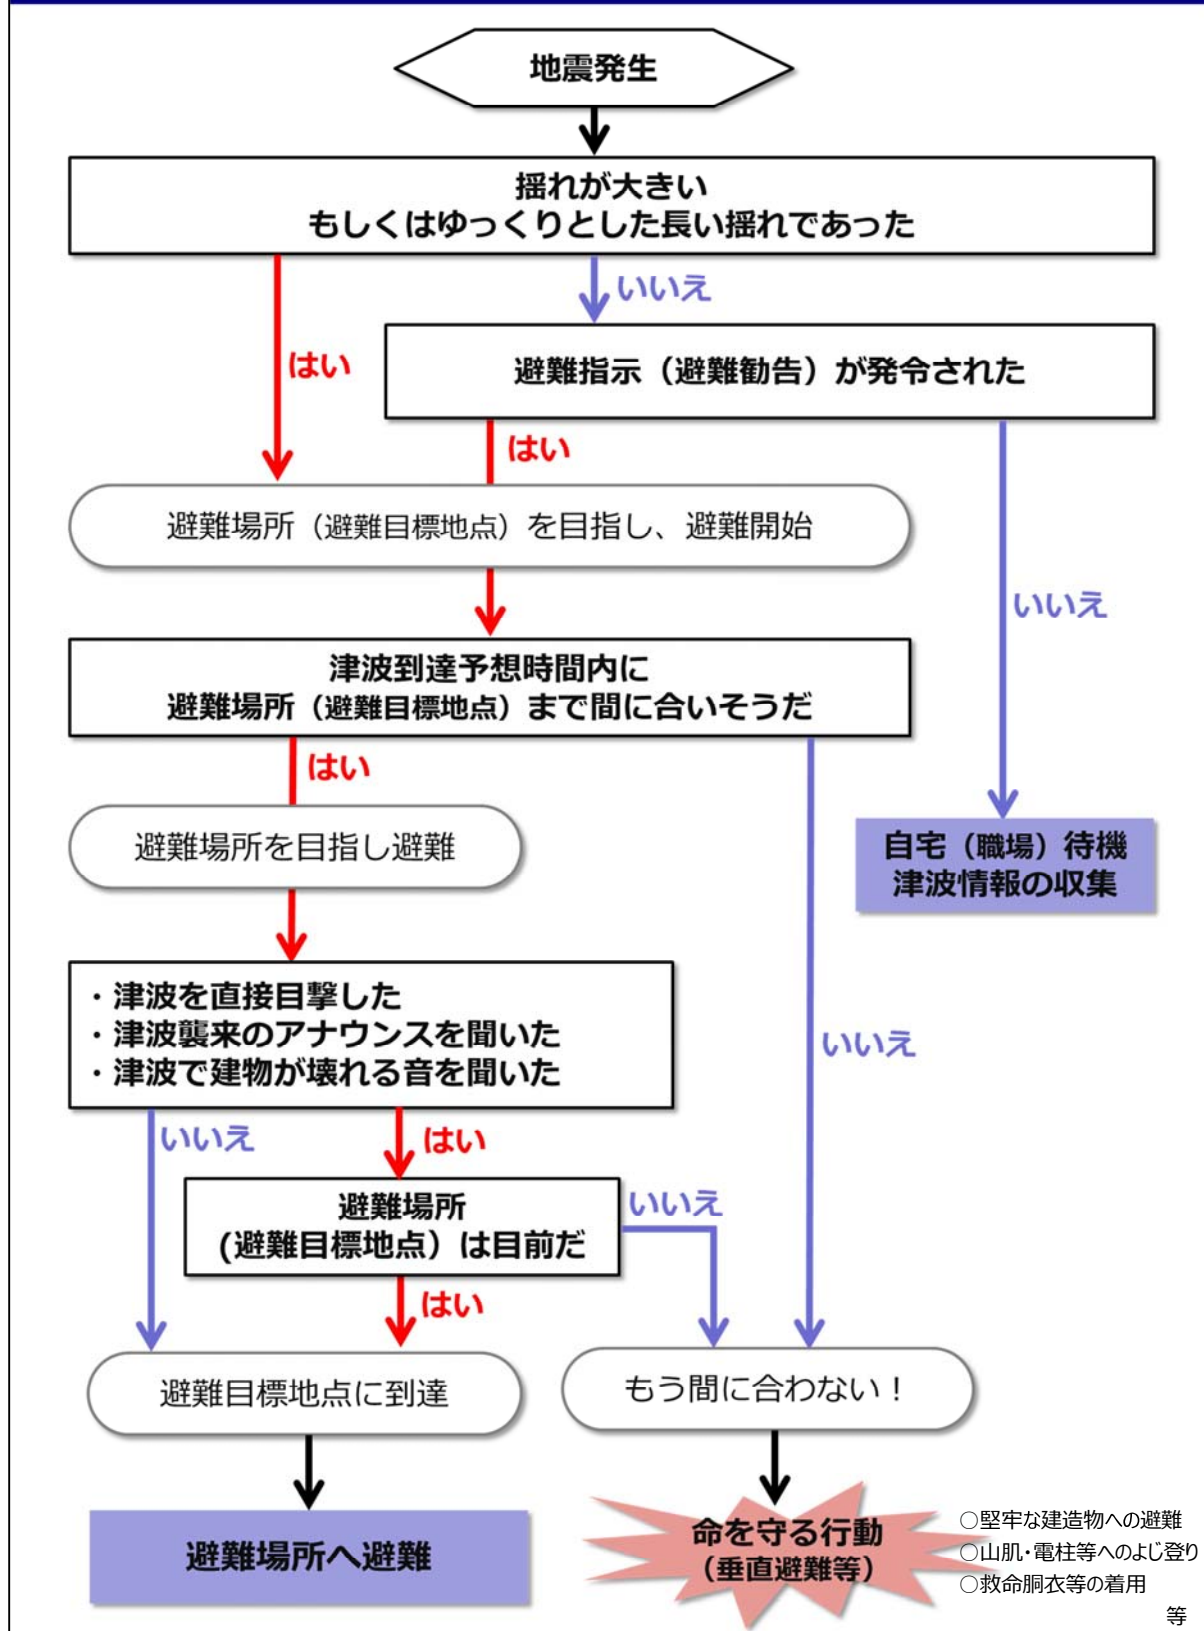 地震発生
揺れが大きい
もしくはゆっくりとした長い揺れであった
いいえ
はい
避難指示（避難勧告）が発令された
はい
避難場所（避難目標地点）を目指し、避難開始
いいえ
津波到達予想時間内に
避難場所（避難目標地点）まで間に合いそうだ
はい
避難場所を目指し避難
自宅（職場）待機
津波情報の収集
・津波を直接目撃した
・津波襲来のアナウンスを聞いた
・津波で建物が壊れる音を聞いた
いいえ
いいえ
はい
避難場所
(避難目標地点）は目前だ
いいえ
はい
避難目標地点に到達
もう間に合わない！
避難場所へ避難
命を守る行動
（垂直避難等）
○堅牢な建造物への避難
○山肌・電柱等へのよじ登り
○救命胴衣等の着用
等